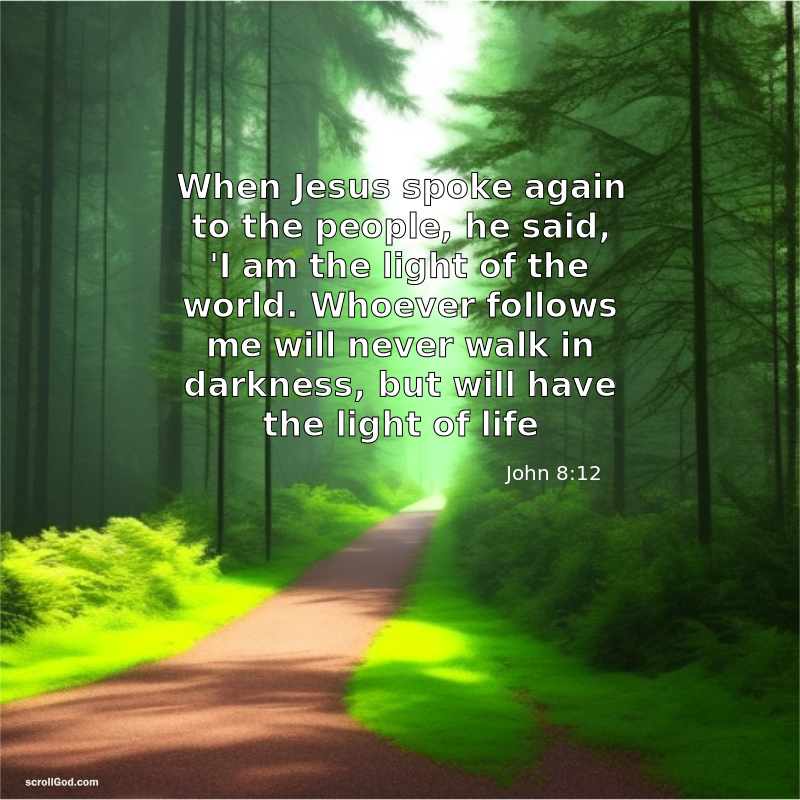 When Jesus spoke again
to the people, he said,
'I am the light of the
world. Whoever follows
me will never walk in
darkness, but will have
the light of life
John 8:12
scrollGod.com